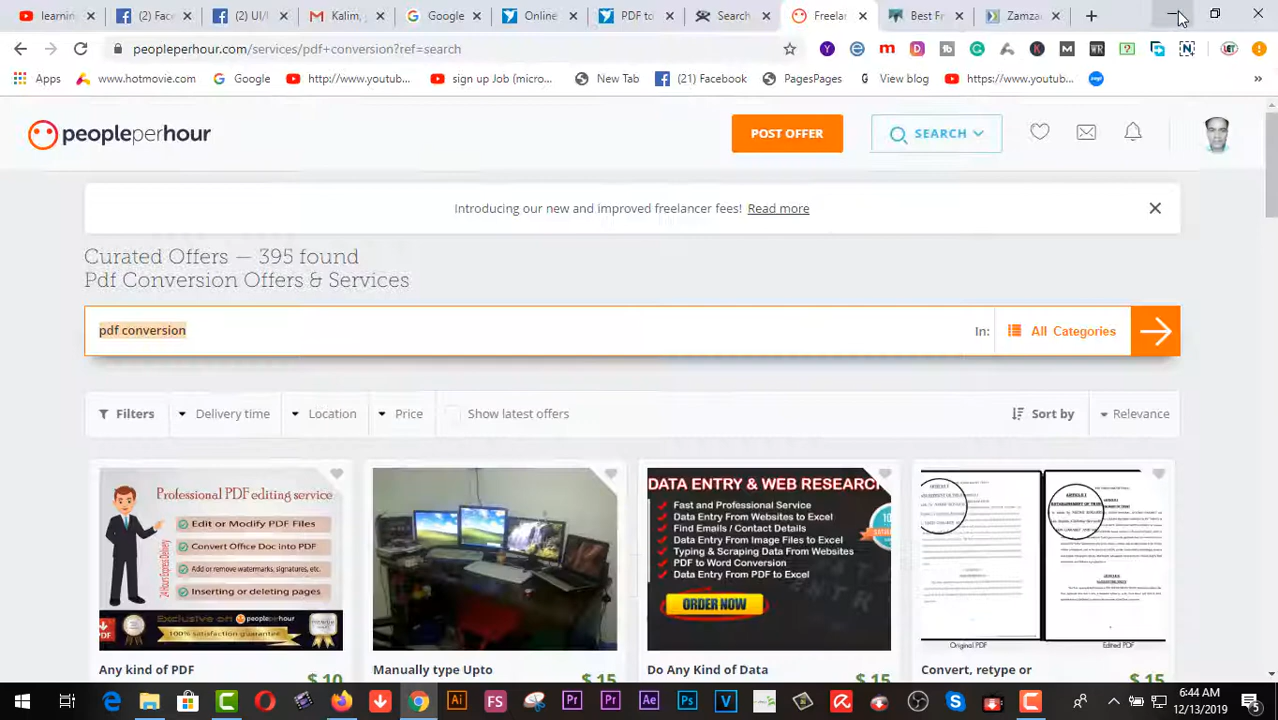 learnin
(2) Face
(2) UI/
Kalim,
Google
Online
PDF to
Search
Freelan
Best Fr
Zamza
peopleperhour.com/services/pdf+conversion?ref=search
Apps
www.hotmovie.com
Google
http://www.youtub...
sign up Job (micro...
New Tab
(21) Facebook
PagesPages
View blog
https://www.youtub...
»
peopleperhour
POST OFFER
SEARCH
Introducing our new and improved freelancer fees! Read more
Curated Offers — 395 found
Pdf Conversion Offers & Services
pdf conversion
In:
All Categories
Filters
Delivery time
Location
Price
Show latest offers
Sort by
Relevance
Professional PDF editing service
Edit or Modify PDF Files
Convert Office Doc into PDF
Add or remove watermarks, signatures, etc
Exclusive on peopleperhour
100% satisfaction guarantee
DATA ENTRY & WEB RESEARCH
Fast and Professional Service
Data Entry From Websites to Excel
Find Emails / Contact Details
Data Entry From Image Files to Excel
Typing & Scraping Data From Websites
PDF to Word Conversion
Data Entry From PDF to Excel
ORDER NOW
Original PDF
Edited PDF
Any kind of PDF
$ 10
Manually type Upto
$ 15
Do Any Kind of Data
$ 15
Convert, retype or
$ 15
6:44 AM
12/13/2019